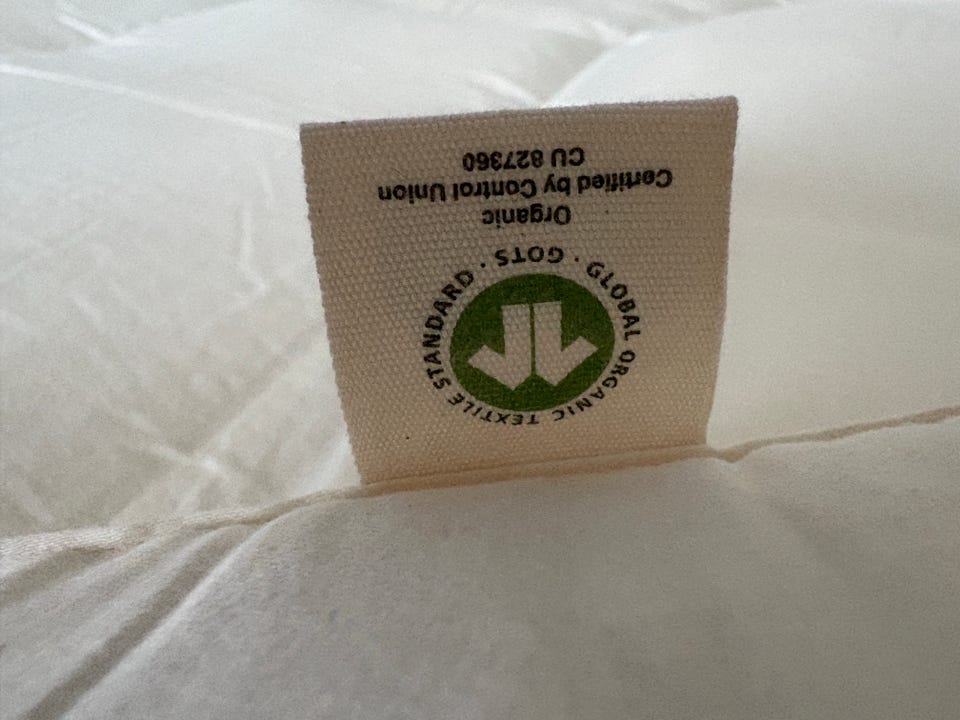 GLOBAL ORGANIC TEXTILE STANDARD · GOTS ·
Organic
Certified by Control Union
CU 827360